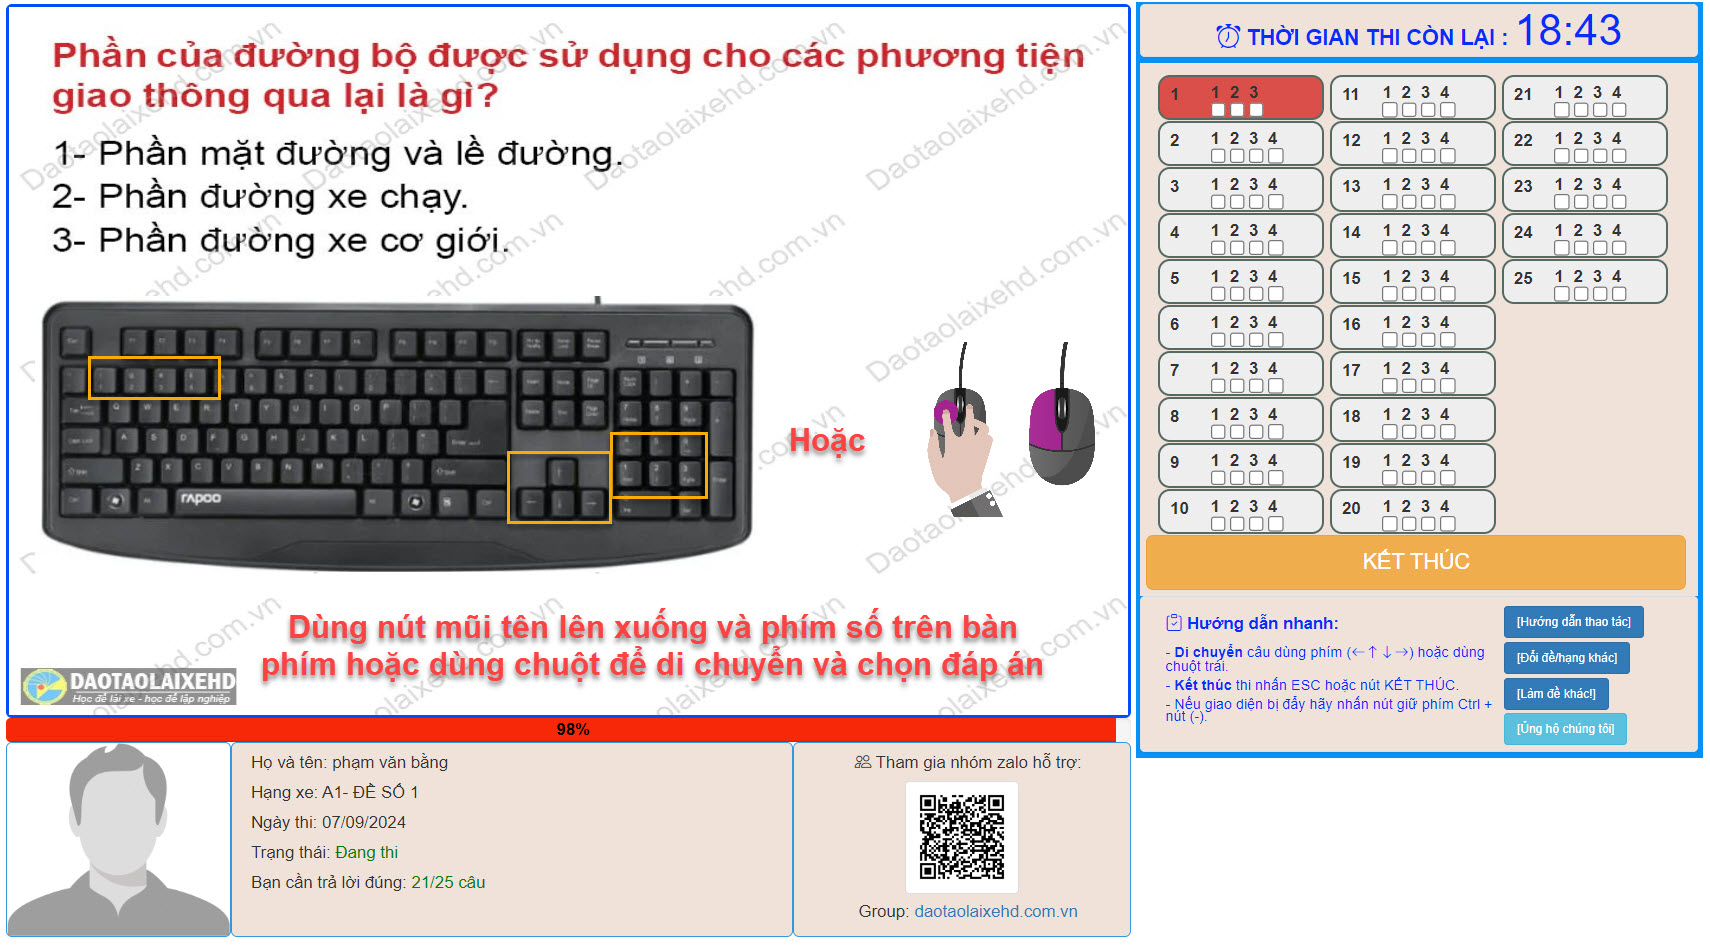 Phần của đường bộ được sử dụng cho các phương tiện
giao thông qua lại là gì?
1- Phần mặt đường và lề đường.
2- Phần đường xe chạy.
3- Phần đường xe cơ giới.
rapoo
Hoặc
Dùng nút mũi tên lên xuống và phím số trên bàn
phím hoặc dùng chuột để di chuyển và chọn đáp án
DAOTAOLAIXEHD
Học để lái xe - học để lập nghiệp
Daotaolaixehd.com.vn
98%
Họ và tên: phạm văn bằng
Hạng xe: A1- ĐỀ SỐ 1
Ngày thi: 07/09/2024
Trạng thái: Đang thi
Bạn cần trả lời đúng: 21/25 câu
Tham gia nhóm zalo hỗ trợ:
Group: daotaolaixehd.com.vn
THỜI GIAN THI CÒN LẠI : 18:43
1 1 2 3
2 1 2 3 4
3 1 2 3 4
4 1 2 3 4
5 1 2 3 4
6 1 2 3 4
7 1 2 3 4
8 1 2 3 4
9 1 2 3 4
10 1 2 3 4
11 1 2 3 4
12 1 2 3 4
13 1 2 3 4
14 1 2 3 4
15 1 2 3 4
16 1 2 3 4
17 1 2 3 4
18 1 2 3 4
19 1 2 3 4
20 1 2 3 4
21 1 2 3 4
22 1 2 3 4
23 1 2 3 4
24 1 2 3 4
25 1 2 3 4
KẾT THÚC
Hướng dẫn nhanh:
- Di chuyển câu dùng phím (←↑↓→) hoặc dùng
chuột trái.
- Kết thúc thi nhấn ESC hoặc nút KẾT THÚC.
- Nếu giao diện bị đẩy hãy nhấn nút giữ phím Ctrl +
nút (-).
[Hướng dẫn thao tác]
[Đổi đề/hạng khác]
[Làm đề khác!]
[Ủng hộ chúng tôi]